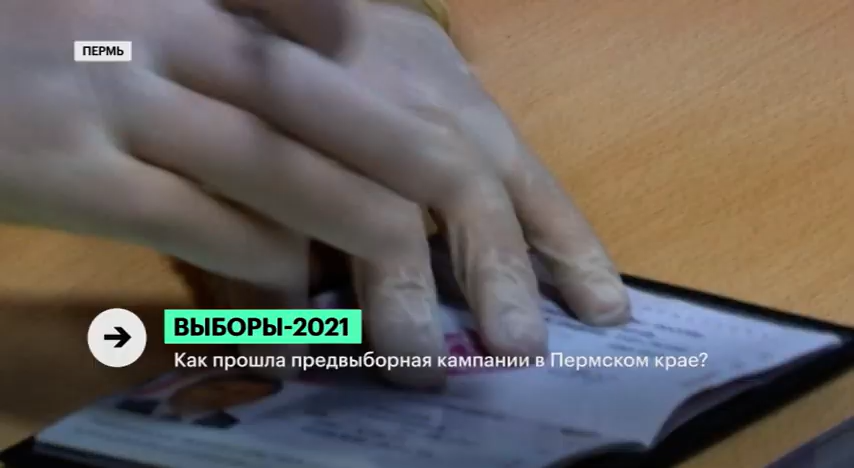 ПЕРМЬ
ВЫБОРЫ-2021
Как прошла предвыборная кампании в Пермском крае?